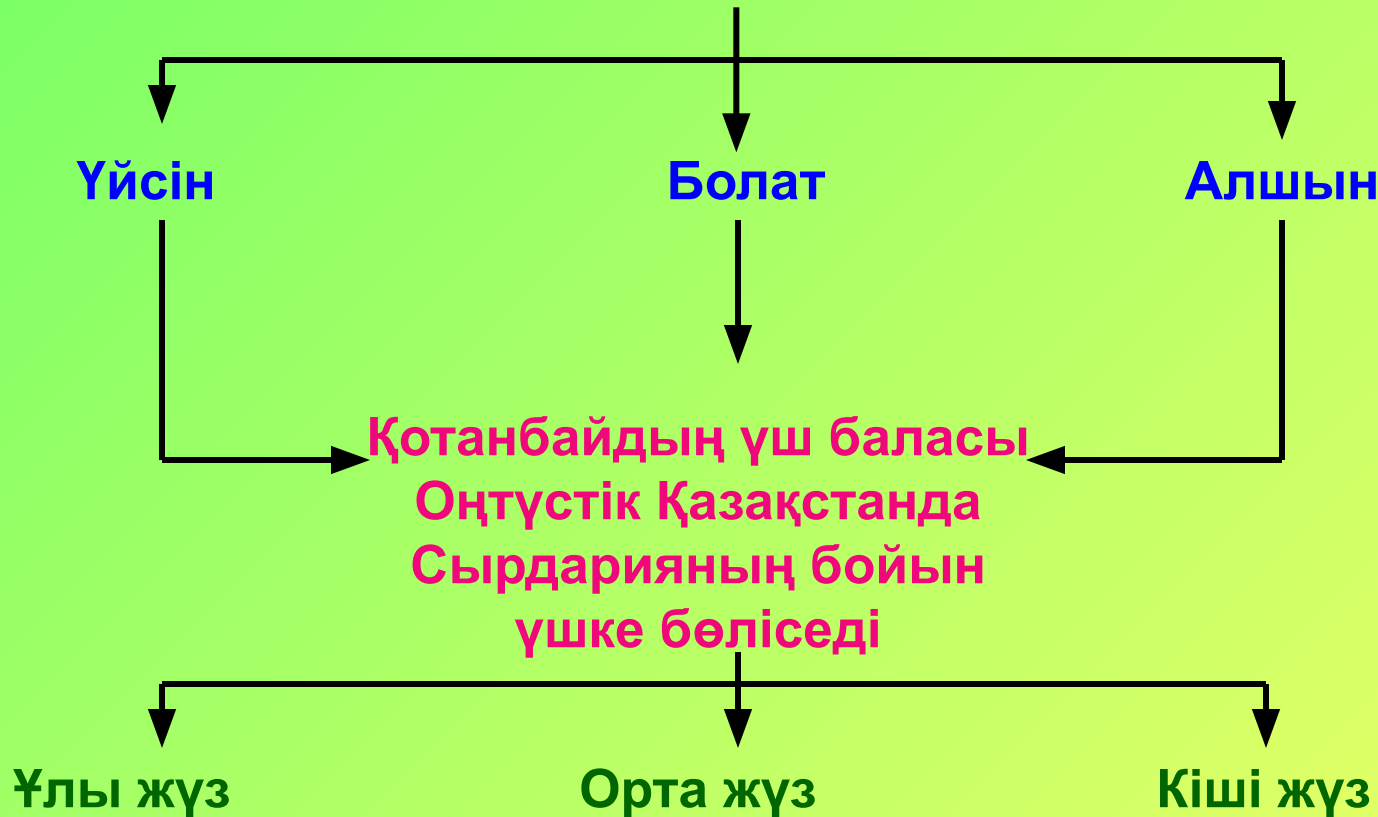 Үйсін Болат Алшын
Қотанбайдың үш баласы
Оңтүстік Қазақстанда
Сырдарияның бойын
үшке бөліседі
Ұлы жүз Орта жүз Кіші жүз